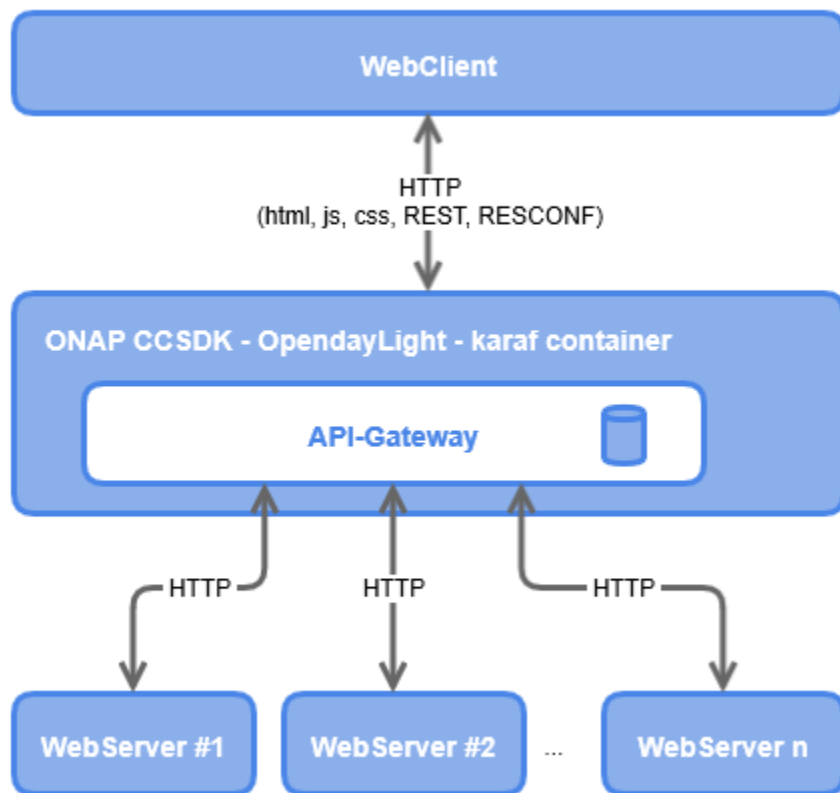 WebClient
HTTP
(html, js, css, REST, RESCONF)
ONAP CCSDK - OpendayLight - karaf container
API-Gateway
HTTP
HTTP
HTTP
WebServer #1
WebServer #2
...
WebServer n